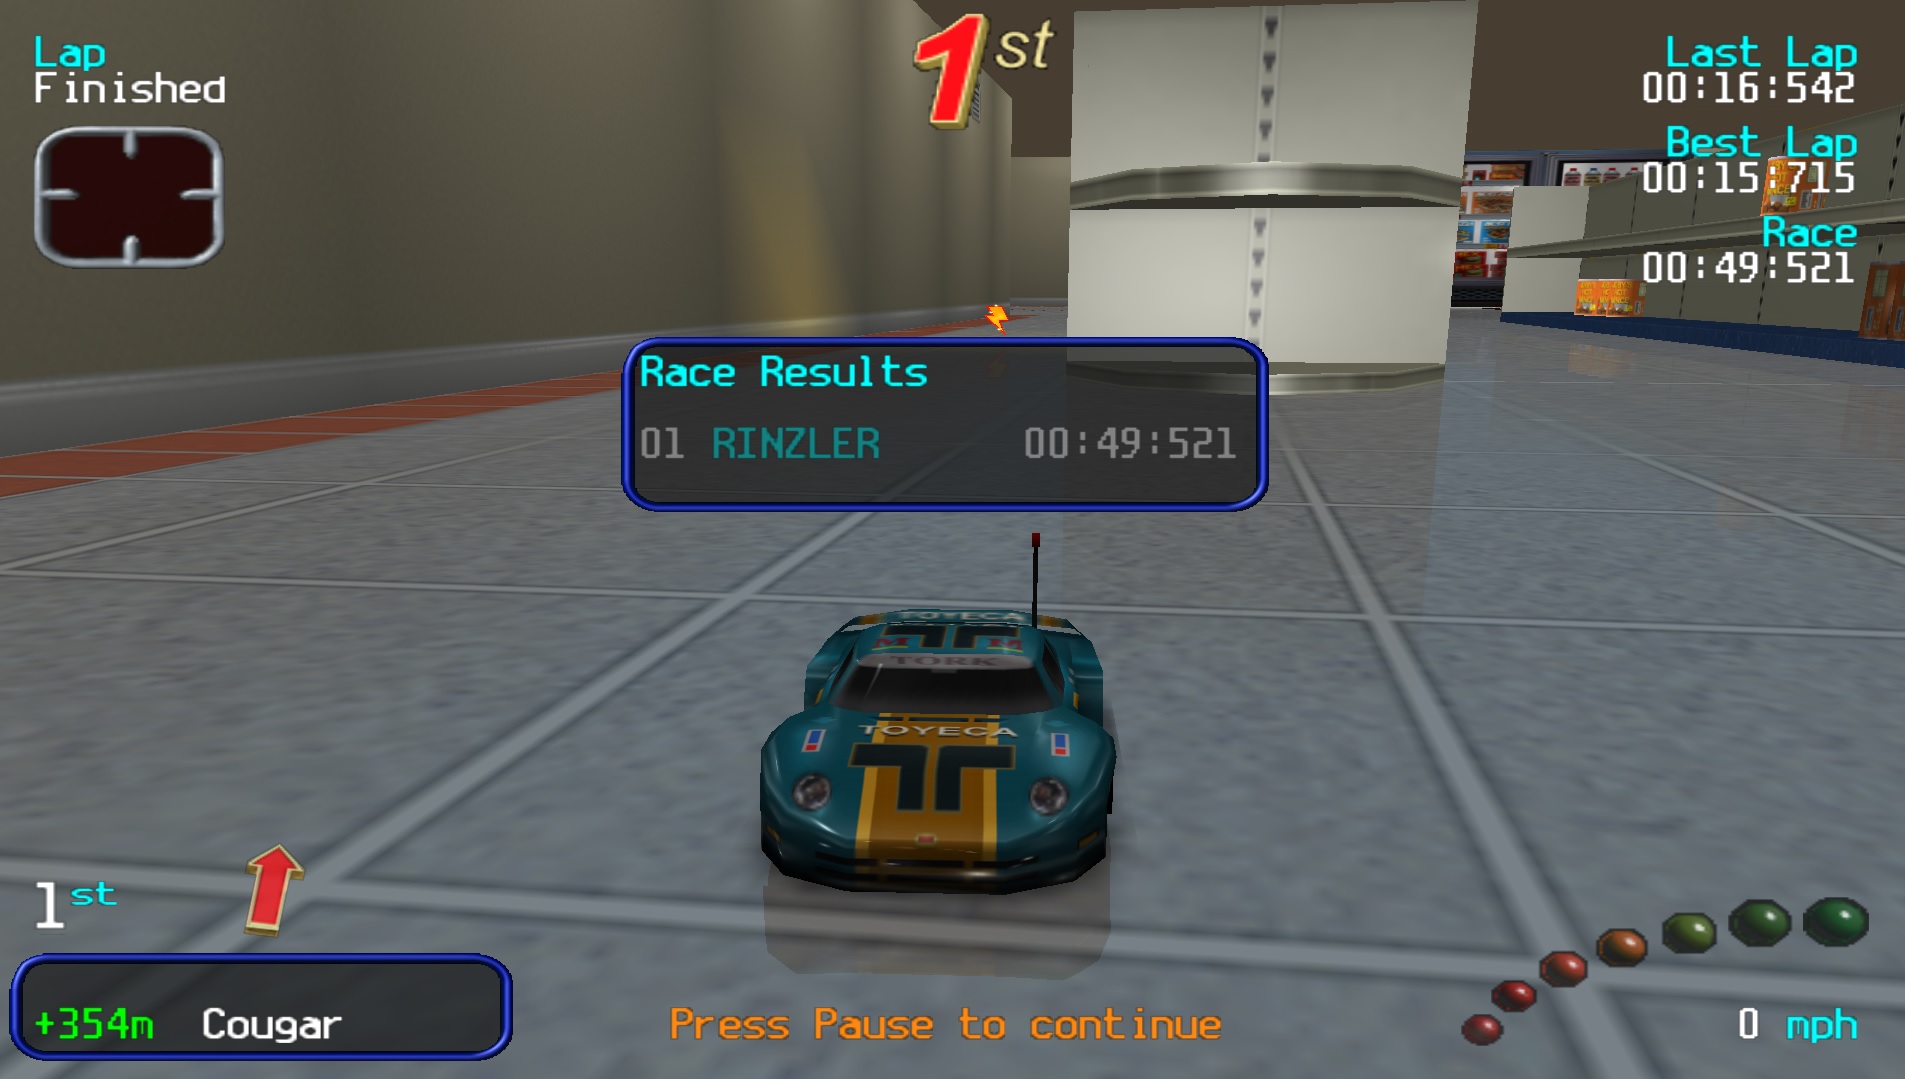 Lap
Finished
1st
Last Lap
00:16:542
Best Lap
00:15:715
Race
00:49:521
Race Results
01 RINZLER 00:49:521
TOYECA
M M
TORK
TOYECA
1st
+354m Cougar
Press Pause to continue
0 mph